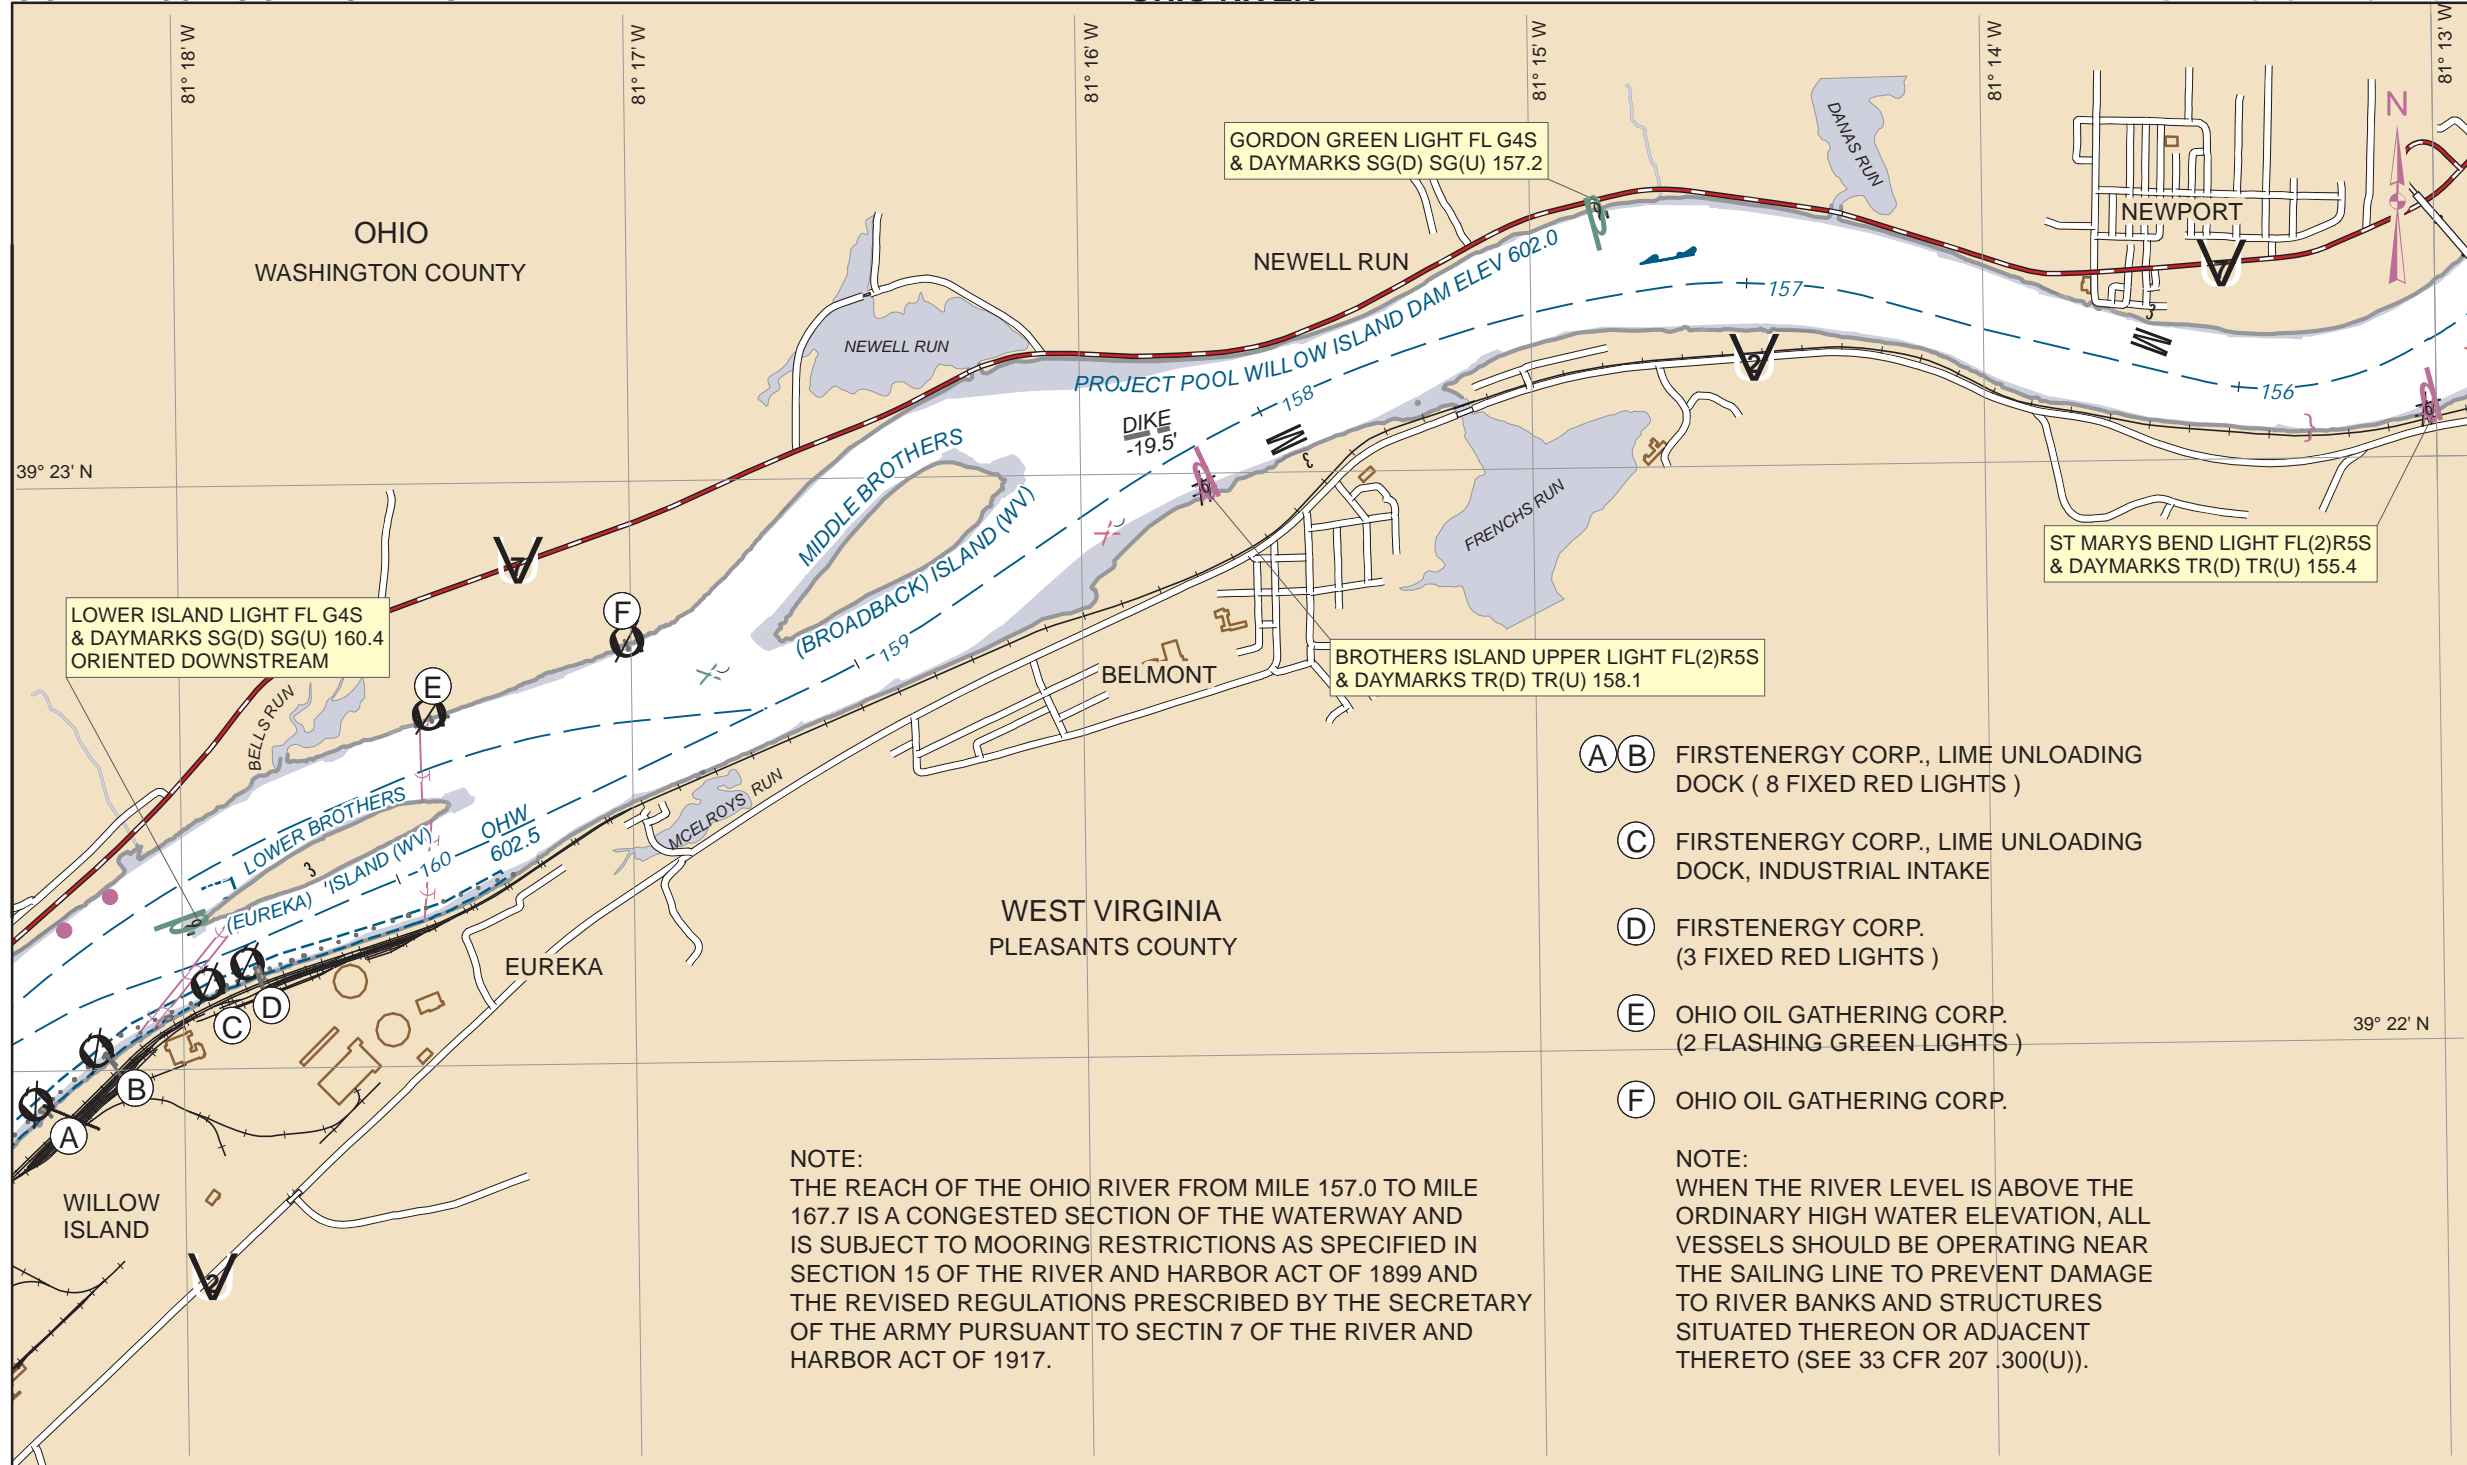 81° 18' W
81° 17' W
81° 16' W
81° 15' W
81° 14' W
81° 13' W
N
OHIO
WASHINGTON COUNTY
GORDON GREEN LIGHT FL G4S
& DAYMARKS SG(D) SG(U) 157.2
DANAS RUN
NEWPORT
7
NEWELL RUN
NEWELL RUN
PROJECT POOL WILLOW ISLAND DAM ELEV 602.0
157
158
156
2
3
DIKE
-19.5'
3
MIDDLE BROTHERS
(BROADBACK) ISLAND (WV)
159
39° 23' N
7
FRENCHS RUN
ST MARYS BEND LIGHT FL(2)R5S
& DAYMARKS TR(D) TR(U) 155.4
LOWER ISLAND LIGHT FL G4S
& DAYMARKS SG(D) SG(U) 160.4
ORIENTED DOWNSTREAM
F
E
BELLS RUN
BROTHERS ISLAND UPPER LIGHT FL(2)R5S
& DAYMARKS TR(D) TR(U) 158.1
BELMONT
LOWER BROTHERS
(EUREKA) ISLAND (WV)
3
160
OHW
602.5
MCELROYS RUN
EUREKA
WEST VIRGINIA
PLEASANTS COUNTY
D
C
B
A
WILLOW
ISLAND
2
A B FIRSTENERGY CORP., LIME UNLOADING
DOCK ( 8 FIXED RED LIGHTS )
C FIRSTENERGY CORP., LIME UNLOADING
DOCK, INDUSTRIAL INTAKE
D FIRSTENERGY CORP.
(3 FIXED RED LIGHTS )
E OHIO OIL GATHERING CORP.
(2 FLASHING GREEN LIGHTS )
F OHIO OIL GATHERING CORP.
39° 22' N
NOTE:
THE REACH OF THE OHIO RIVER FROM MILE 157.0 TO MILE
167.7 IS A CONGESTED SECTION OF THE WATERWAY AND
IS SUBJECT TO MOORING RESTRICTIONS AS SPECIFIED IN
SECTION 15 OF THE RIVER AND HARBOR ACT OF 1899 AND
THE REVISED REGULATIONS PRESCRIBED BY THE SECRETARY
OF THE ARMY PURSUANT TO SECTIN 7 OF THE RIVER AND
HARBOR ACT OF 1917.
NOTE:
WHEN THE RIVER LEVEL IS ABOVE THE
ORDINARY HIGH WATER ELEVATION, ALL
VESSELS SHOULD BE OPERATING NEAR
THE SAILING LINE TO PREVENT DAMAGE
TO RIVER BANKS AND STRUCTURES
SITUATED THEREON OR ADJACENT
THERETO (SEE 33 CFR 207 .300(U)).